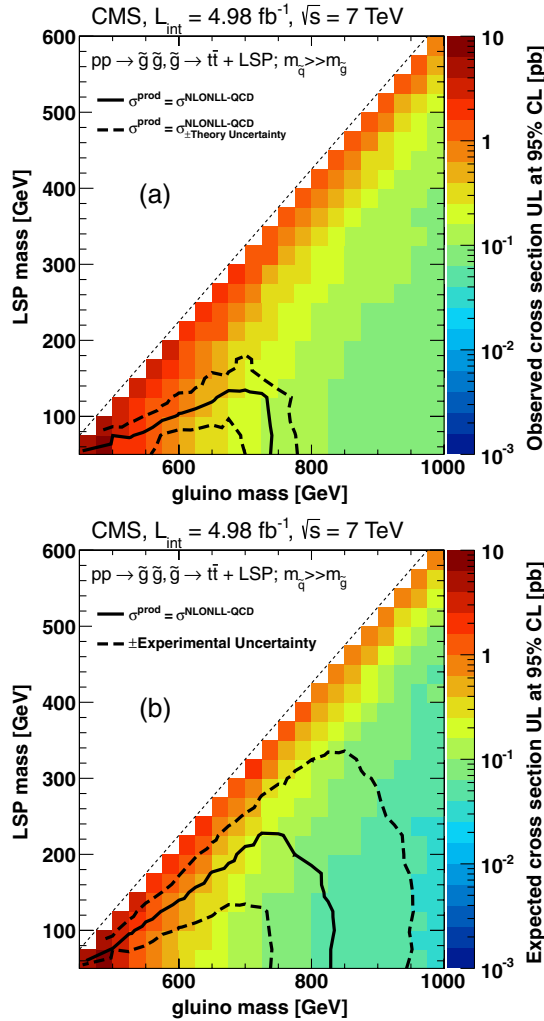 CMS, L_int = 4.98 fb⁻¹, √s = 7 TeV
pp → g̃ g̃, g̃ → tt̄ + LSP; m_q̃ >> m_g̃
σ^prod = σ^NLONLL-QCD
σ^prod = σ^NLONLL-QCD_±Theory Uncertainty
(a)
LSP mass [GeV]
600
500
400
300
200
100
600 800 1000
gluino mass [GeV]
10
1
10⁻¹
10⁻²
10⁻³
Observed cross section UL at 95% CL [pb]
CMS, L_int = 4.98 fb⁻¹, √s = 7 TeV
pp → g̃ g̃, g̃ → tt̄ + LSP; m_q̃ >> m_g̃
σ^prod = σ^NLONLL-QCD
±Experimental Uncertainty
(b)
LSP mass [GeV]
600
500
400
300
200
100
600 800 1000
gluino mass [GeV]
10
1
10⁻¹
10⁻²
10⁻³
Expected cross section UL at 95% CL [pb]